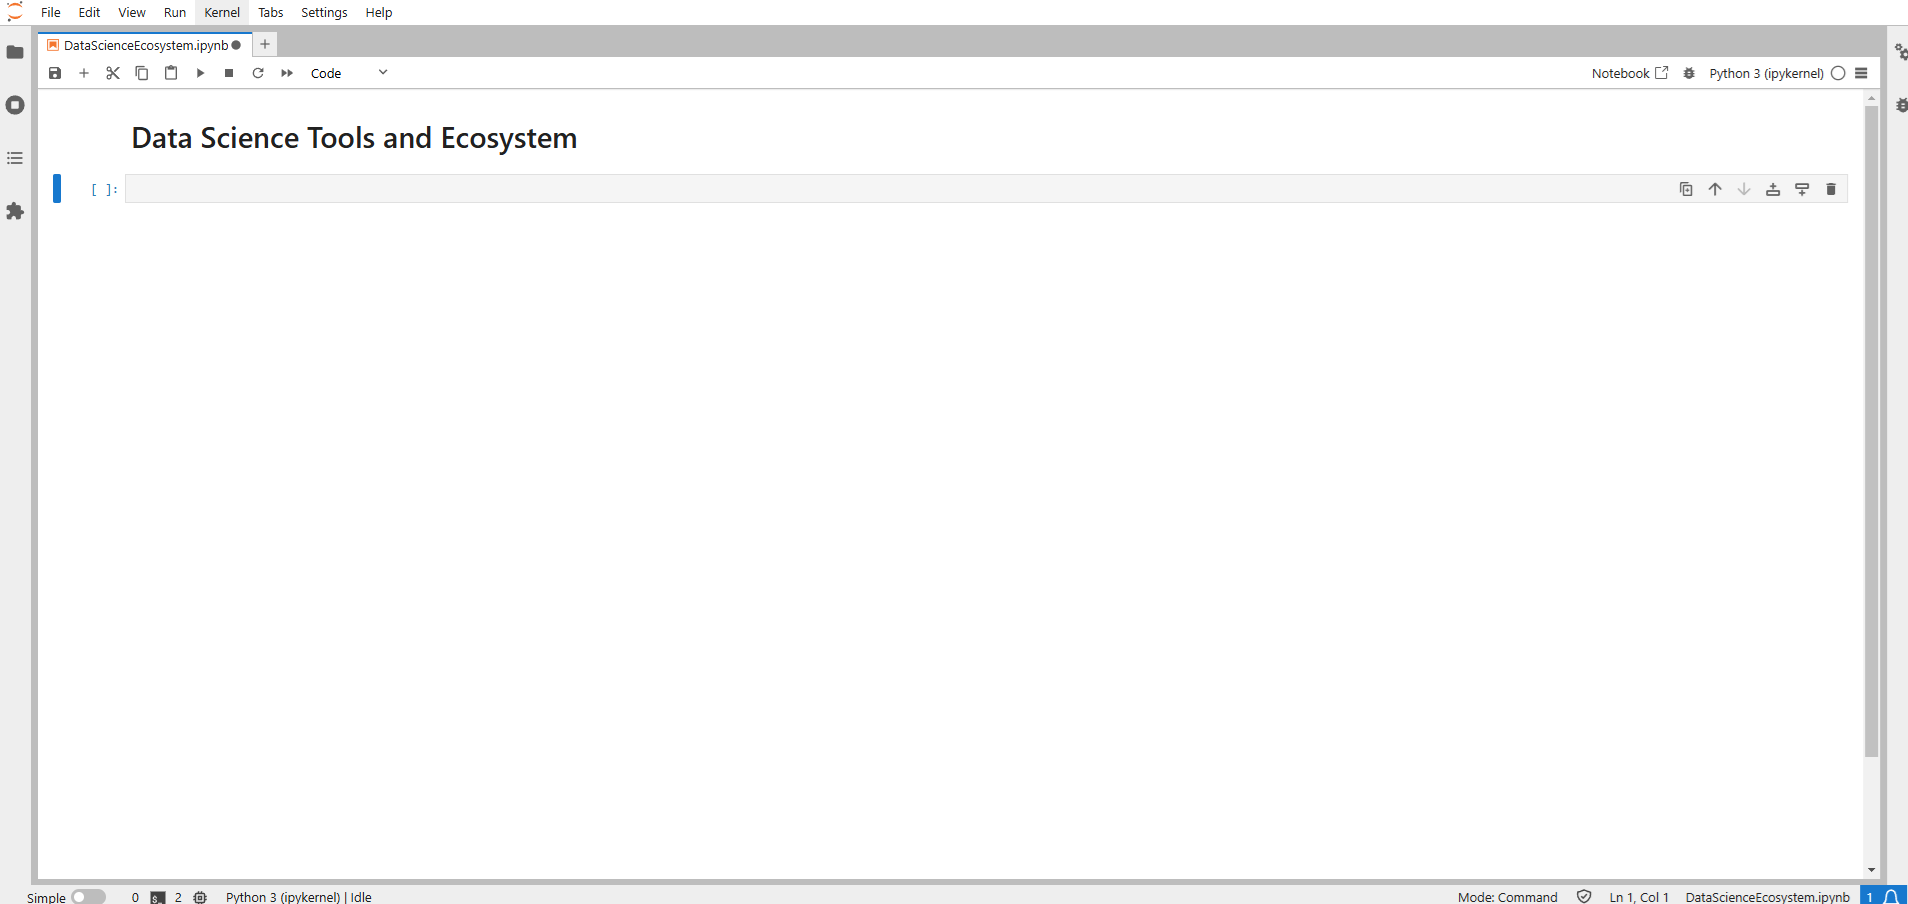 File Edit View Run Kernel Tabs Settings Help
DataScienceEcosystem.ipynb
Code
Notebook
Python 3 (ipykernel)
Data Science Tools and Ecosystem
[ ]:
Simple 0 $_ 2 Python 3 (ipykernel) | Idle Mode: Command Ln 1, Col 1 DataScienceEcosystem.ipynb 1